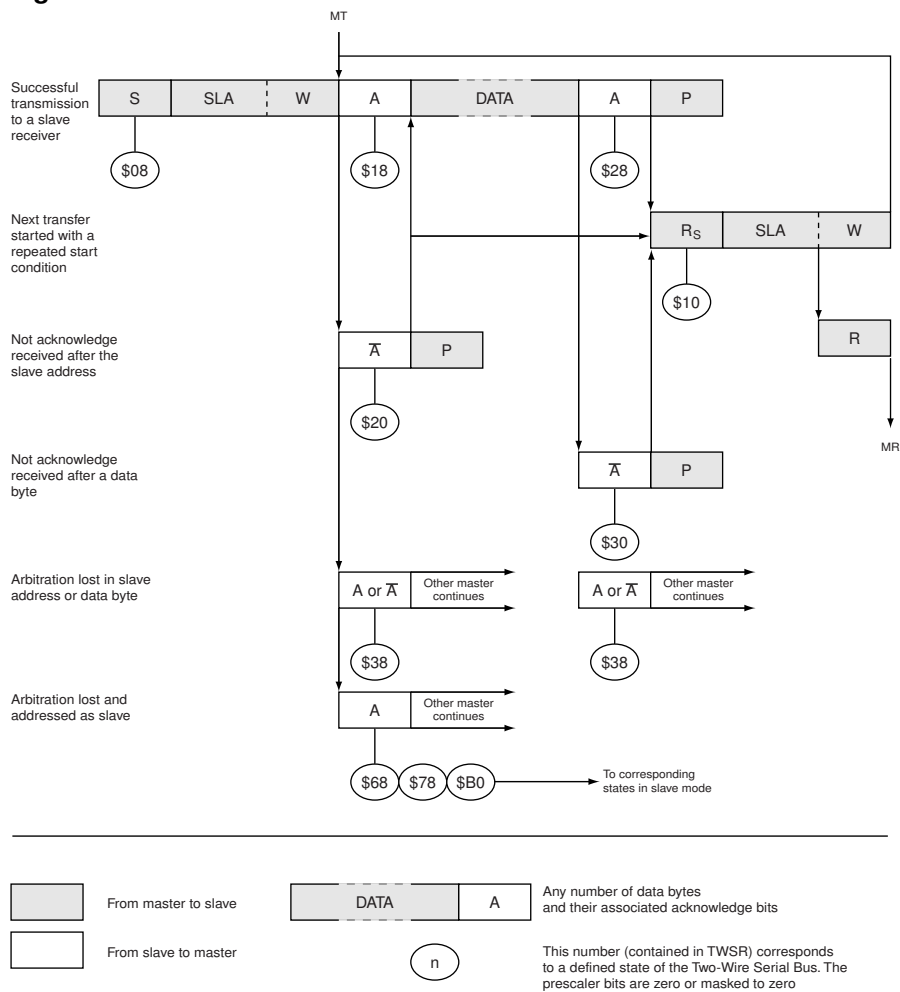 MT
Successful
transmission
to a slave
receiver
S SLA W A DATA A P
$08 $18 $28
Next transfer
started with a
repeated start
condition
RS SLA W
$10
Not acknowledge
received after the
slave address
A̅ P
R
$20
MR
Not acknowledge
received after a data
byte
A̅ P
$30
Arbitration lost in slave
address or data byte
A or A̅ Other master
continues
A or A̅ Other master
continues
$38 $38
Arbitration lost and
addressed as slave
A Other master
continues
$68 $78 $B0
To corresponding
states in slave mode
From master to slave
DATA A
Any number of data bytes
and their associated acknowledge bits
From slave to master
n
This number (contained in TWSR) corresponds
to a defined state of the Two-Wire Serial Bus. The
prescaler bits are zero or masked to zero